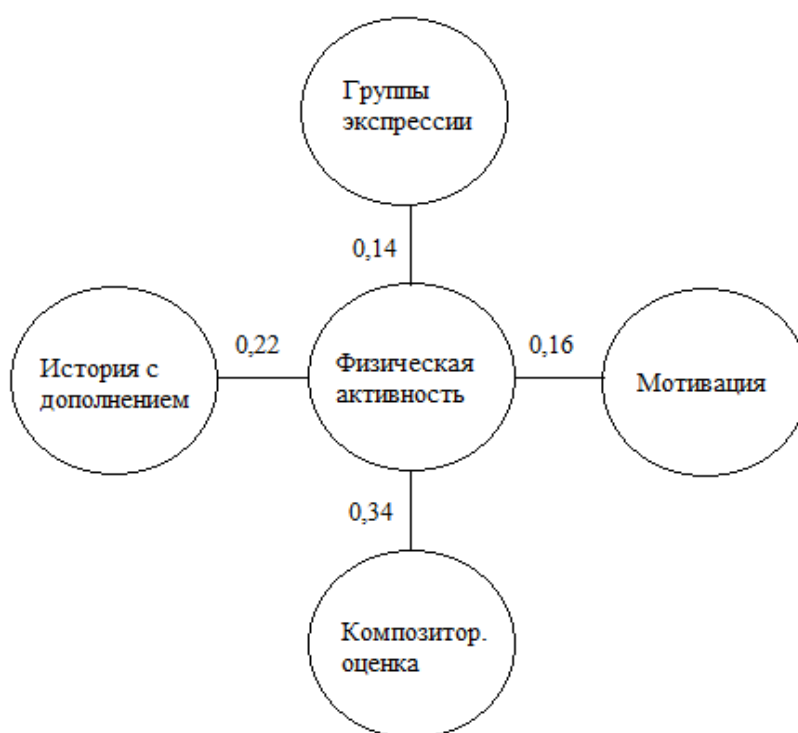 Группы
экспрессии
0,14
История с
дополнением
0,22
Физическая
активность
0,16
Мотивация
0,34
Композитор.
оценка